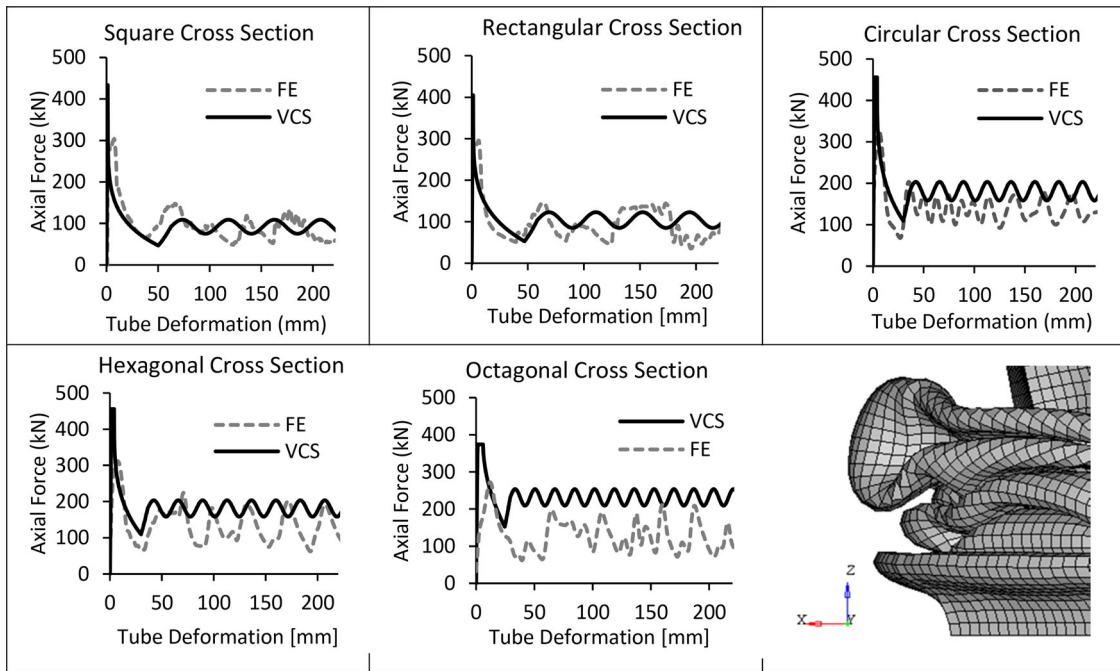 Square Cross Section
500
400
300
200
100
0
Axial Force (kN)
FE
VCS
0 50 100 150 200
Tube Deformation (mm)
Rectangular Cross Section
500
400
300
200
100
0
Axial Force (kN)
FE
VCS
0 50 100 150 200
Tube Deformation [mm]
Circular Cross Section
500
400
300
200
100
0
Axial Force (kN)
FE
VCS
0 50 100 150 200
Tube Deformation (mm)
Hexagonal Cross Section
500
400
300
200
100
0
Axial Force (kN)
FE
VCS
0 50 100 150 200
Tube Deformation [mm]
Octagonal Cross Section
500
400
300
200
100
0
Axial Force (kN)
VCS
FE
0 50 100 150 200
Tube Deformation [mm]
Z
X
Y